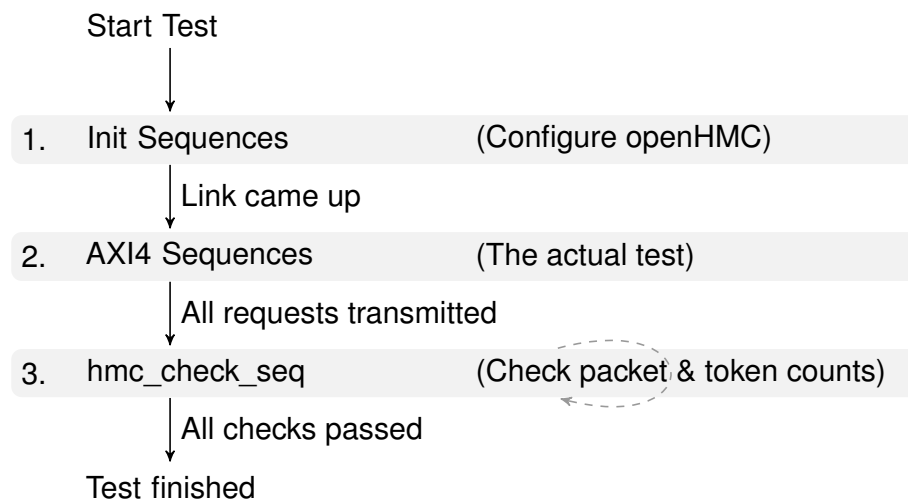 Start Test
1. Init Sequences (Configure openHMC)
Link came up
2. AXI4 Sequences (The actual test)
All requests transmitted
3. hmc_check_seq (Check packet & token counts)
All checks passed
Test finished